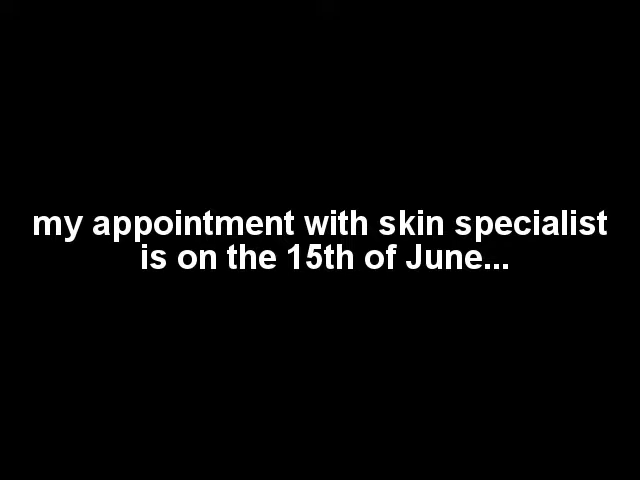 my appointment with skin specialist
is on the 15th of June...